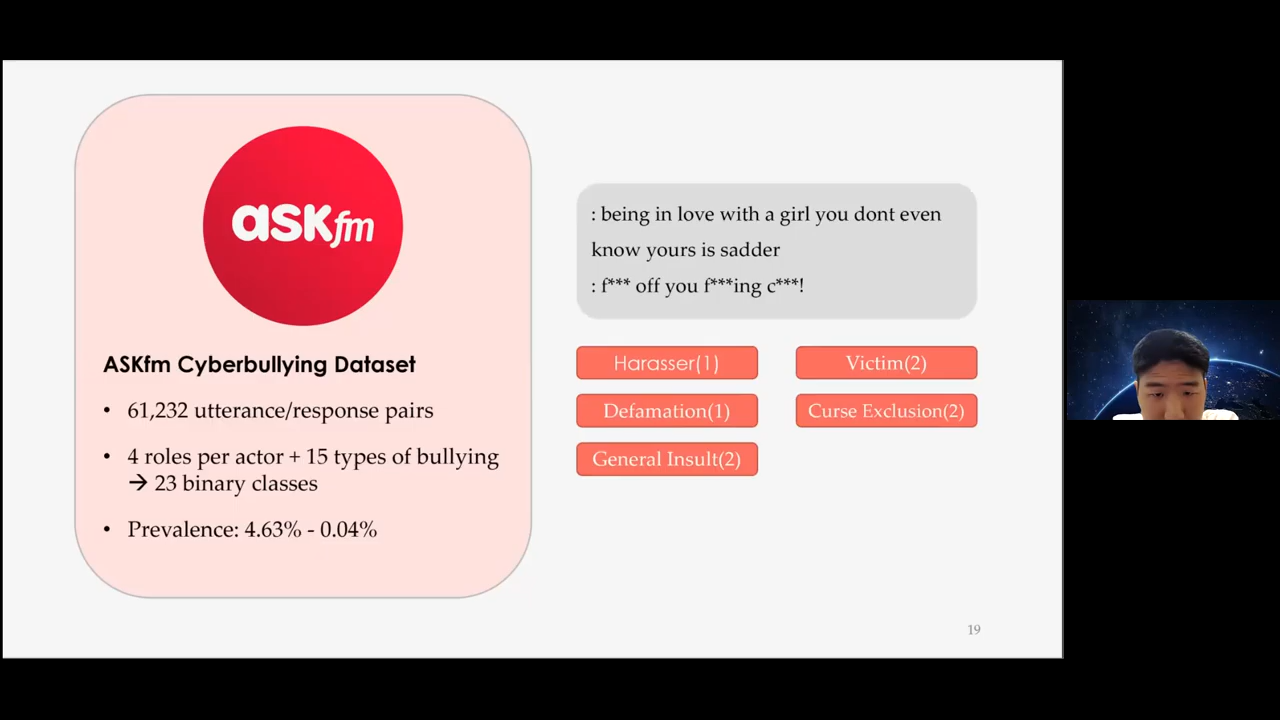 ASKfm
ASKfm Cyberbullying Dataset
• 61,232 utterance/response pairs
• 4 roles per actor + 15 types of bullying
→ 23 binary classes
• Prevalence: 4.63% - 0.04%
: being in love with a girl you dont even
know yours is sadder
: f*** off you f***ing c***!
Harasser(1)
Victim(2)
Defamation(1)
Curse Exclusion(2)
General Insult(2)
19